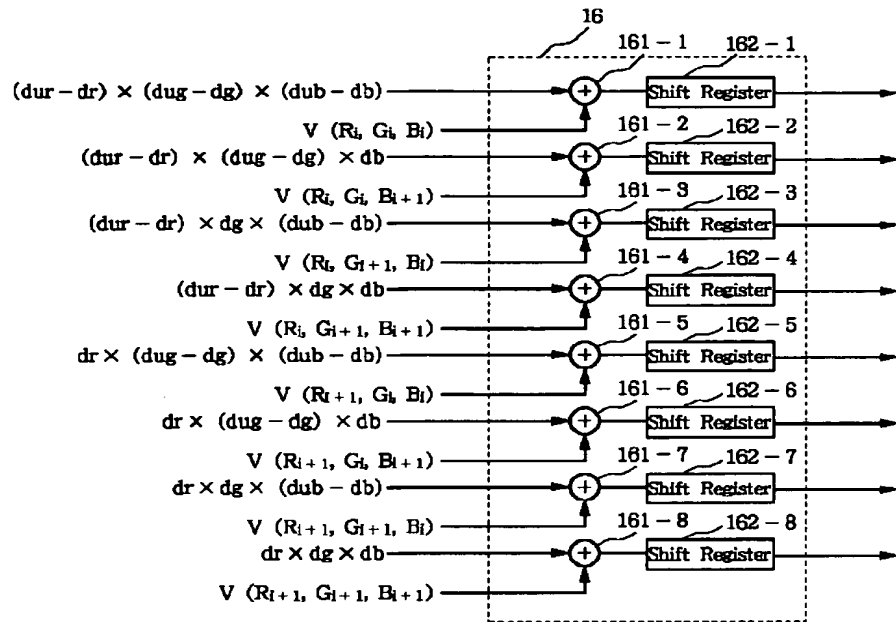 16
161-1 162-1
(dur-dr) × (dug-dg) × (dub-db) + Shift Register
V (Ri, Gi, Bi) 161-2 162-2
(dur-dr) × (dug-dg) × db + Shift Register
V (Ri, Gi, Bi+1) 161-3 162-3
(dur-dr) × dg × (dub-db) + Shift Register
V (Ri, Gi+1, Bi) 161-4 162-4
(dur-dr) × dg × db + Shift Register
V (Ri, Gi+1, Bi+1) 161-5 162-5
dr × (dug-dg) × (dub-db) + Shift Register
V (Ri+1, Gi, Bi) 161-6 162-6
dr × (dug-dg) × db + Shift Register
V (Ri+1, Gi, Bi+1) 161-7 162-7
dr × dg × (dub-db) + Shift Register
V (Ri+1, Gi+1, Bi) 161-8 162-8
dr × dg × db + Shift Register
V (Ri+1, Gi+1, Bi+1)